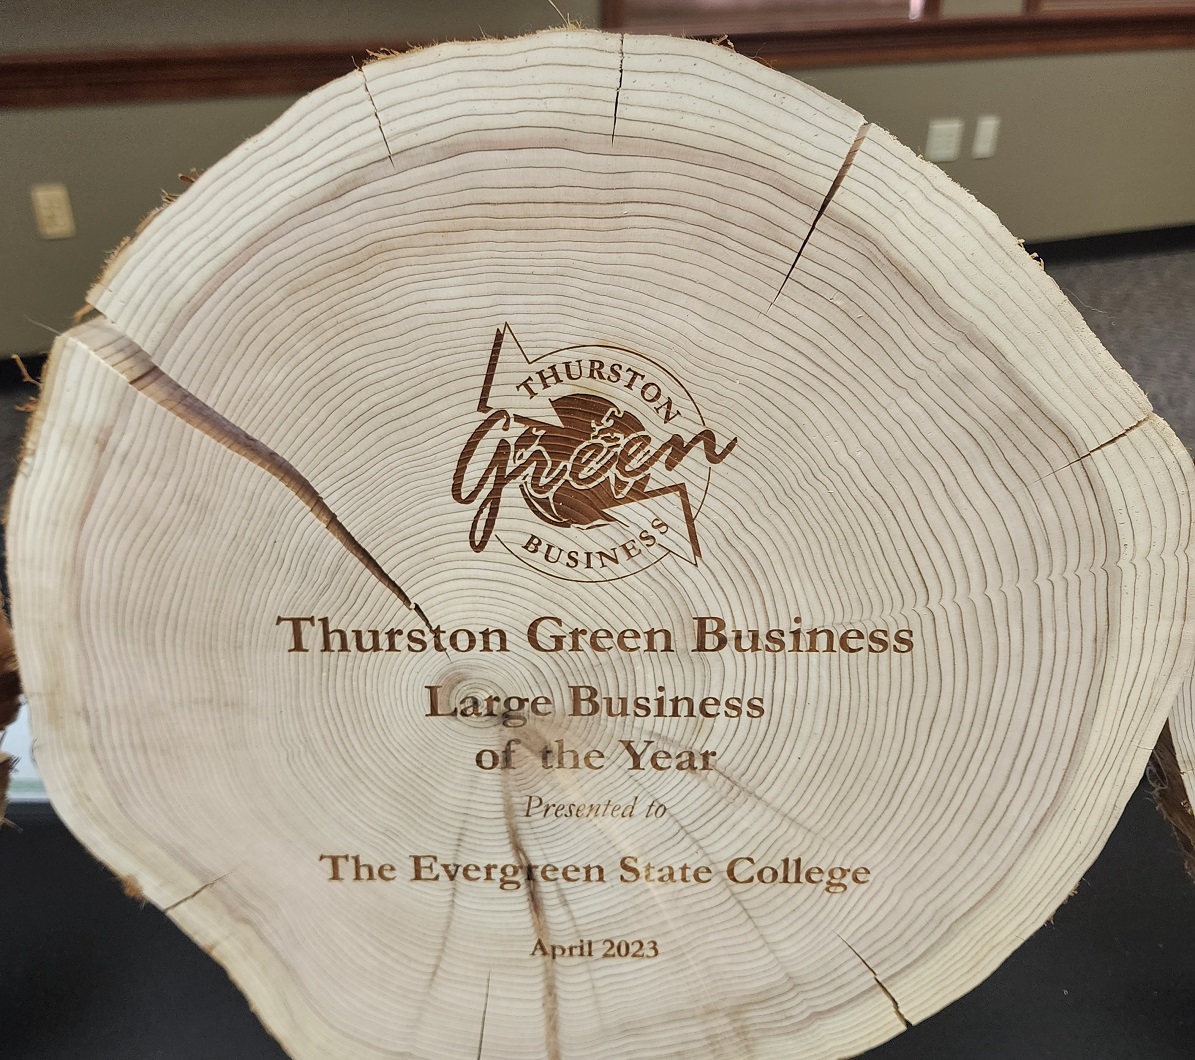 THURSTON
Green
BUSINESS
Thurston Green Business
Large Business
of the Year
Presented to
The Evergreen State College
April 2023